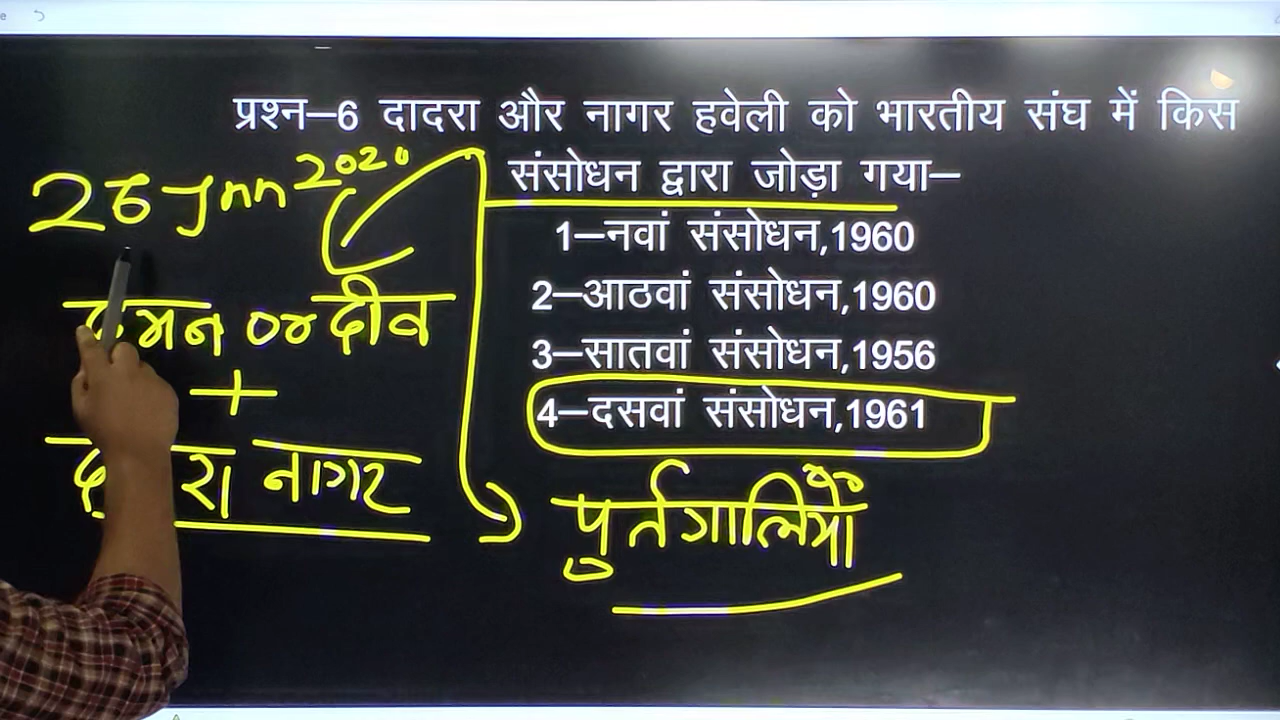 प्रश्न–6 दादरा और नागर हवेली को भारतीय संघ में किस
संसोधन द्वारा जोड़ा गया–
1–नवां संसोधन,1960
2–आठवां संसोधन,1960
3–सातवां संसोधन,1956
4–दसवां संसोधन,1961
26 Jan 2020
दमन or दीव
+
नागर
पुर्तगालियों